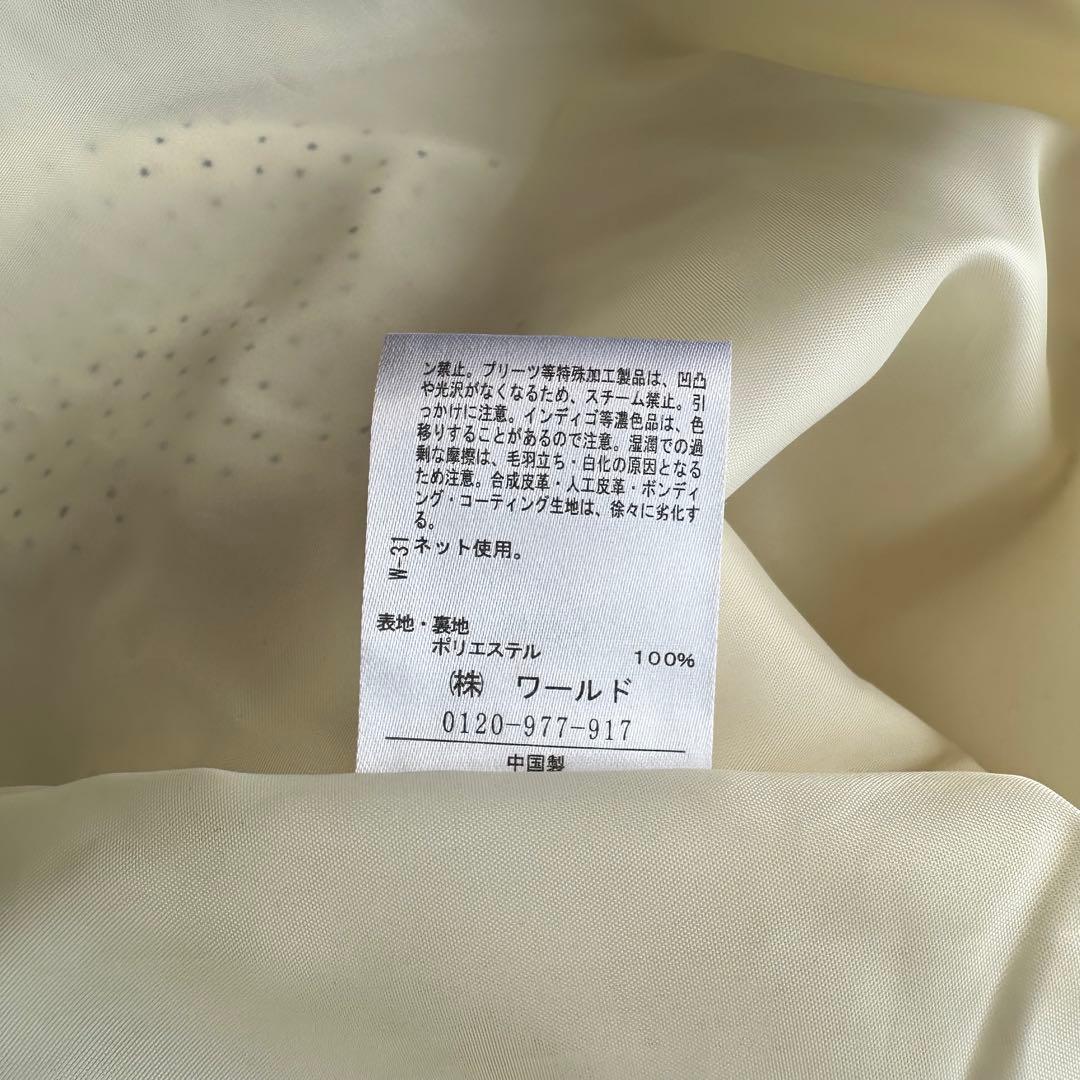 ン禁止。プリーツ等特殊加工製品は、凹凸
や光沢がなくなるため、スチーム禁止。引
っかけに注意。インディゴ等濃色品は、色
移りすることがあるので注意。湿潤での過
剰な摩擦は、毛羽立ち・白化の原因となる
ため注意。合成皮革・人工皮革・ボンディ
ング・コーティング生地は、徐々に劣化す
る。
ネット使用。
W-31
表地・裏地
ポリエステル 100%
㈱ ワールド
0120-977-917
中国製